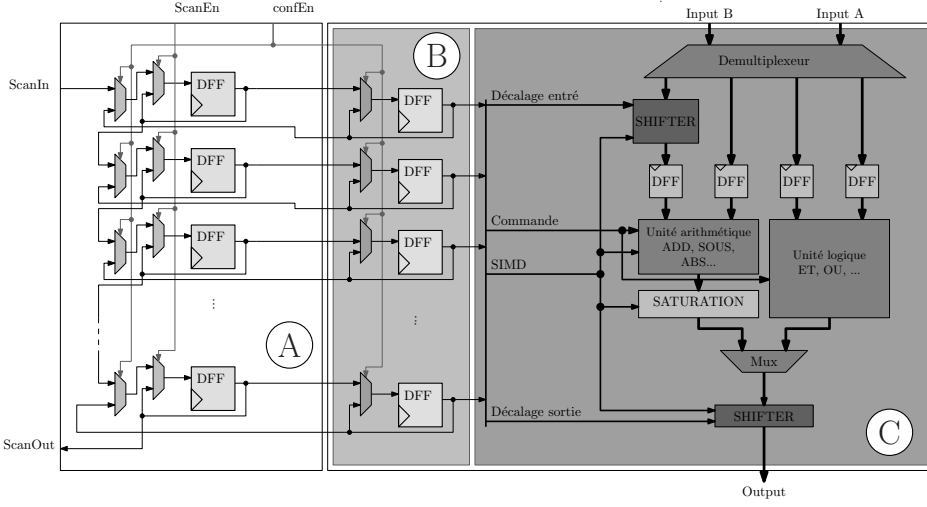 ScanEn confEn
Input B Input A
B
Demultiplexeur
ScanIn
DFF
DFF
Décalage entré
SHIFTER
DFF
DFF
DFF
DFF
DFF
DFF
Commande
Unité arithmétique
ADD, SOUS,
ABS...
Unité logique
ET, OU, ...
DFF
DFF
SIMD
SATURATION
...
...
A
Mux
DFF
DFF
Décalage sortie
SHIFTER
C
ScanOut
Output